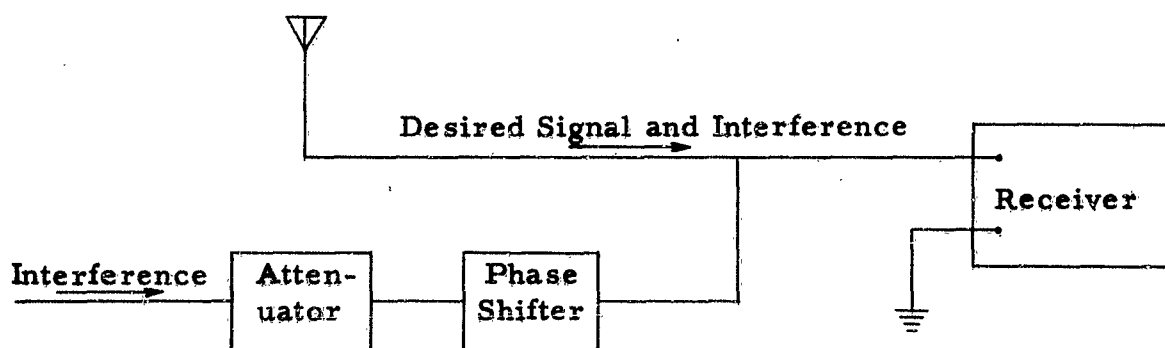 Desired Signal and Interference
Receiver
Interference
Atten-
uator
Phase
Shifter